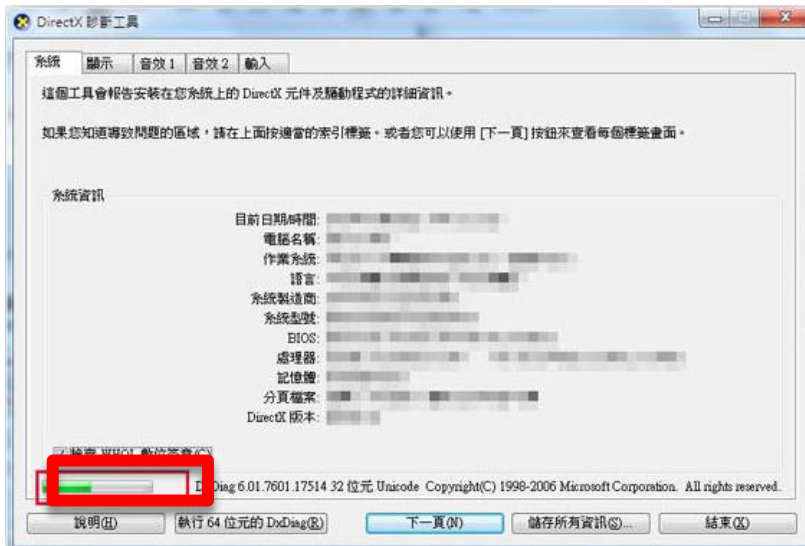 DirectX 診斷工具
系統 顯示 音效 1 音效 2 輸入
這個工具會報告安裝在您系統上的 DirectX 元件及驅動程式的詳細資訊。
如果您知道導致問題的區域，請在上面按適當的索引標籤。或者您可以使用 [下一頁] 按鈕來查看每個標籤畫面。
系統資訊
目前日期/時間:
電腦名稱:
作業系統:
語言:
系統製造商:
系統型號:
BIOS:
處理器:
記憶體:
分頁檔案:
DirectX 版本:
WHQL 數位簽章(C)
6.01.7601.17514 32 位元 Unicode Copyright(C) 1998-2006 Microsoft Corporation. All rights reserved.
說明(H) 執行 64 位元的 DxDiag(R) 下一頁(N) 儲存所有資訊(S)... 結束(X)